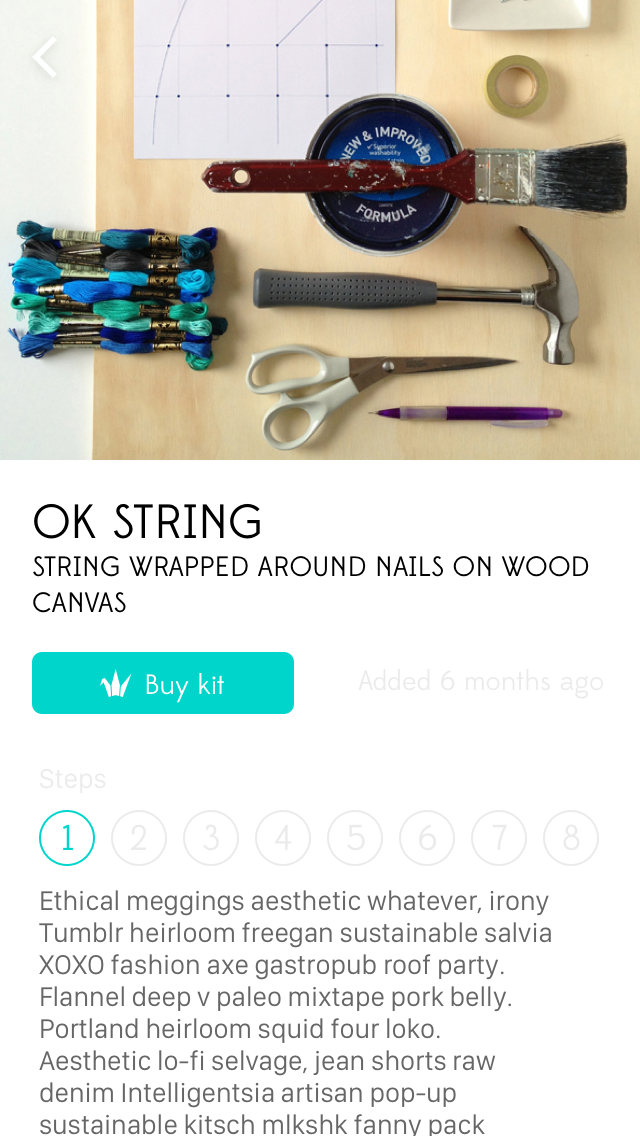 NEW & IMPROVED
Superior
washability
FORMULA
OK STRING
STRING WRAPPED AROUND NAILS ON WOOD
CANVAS
Buy kit
Added 6 months ago
Steps
1 2 3 4 5 6 7 8
Ethical meggings aesthetic whatever, irony
Tumblr heirloom freegan sustainable salvia
XOXO fashion axe gastropub roof party.
Flannel deep v paleo mixtape pork belly.
Portland heirloom squid four loko.
Aesthetic lo-fi selvage, jean shorts raw
denim Intelligentsia artisan pop-up
sustainable kitsch mlkshk fanny pack